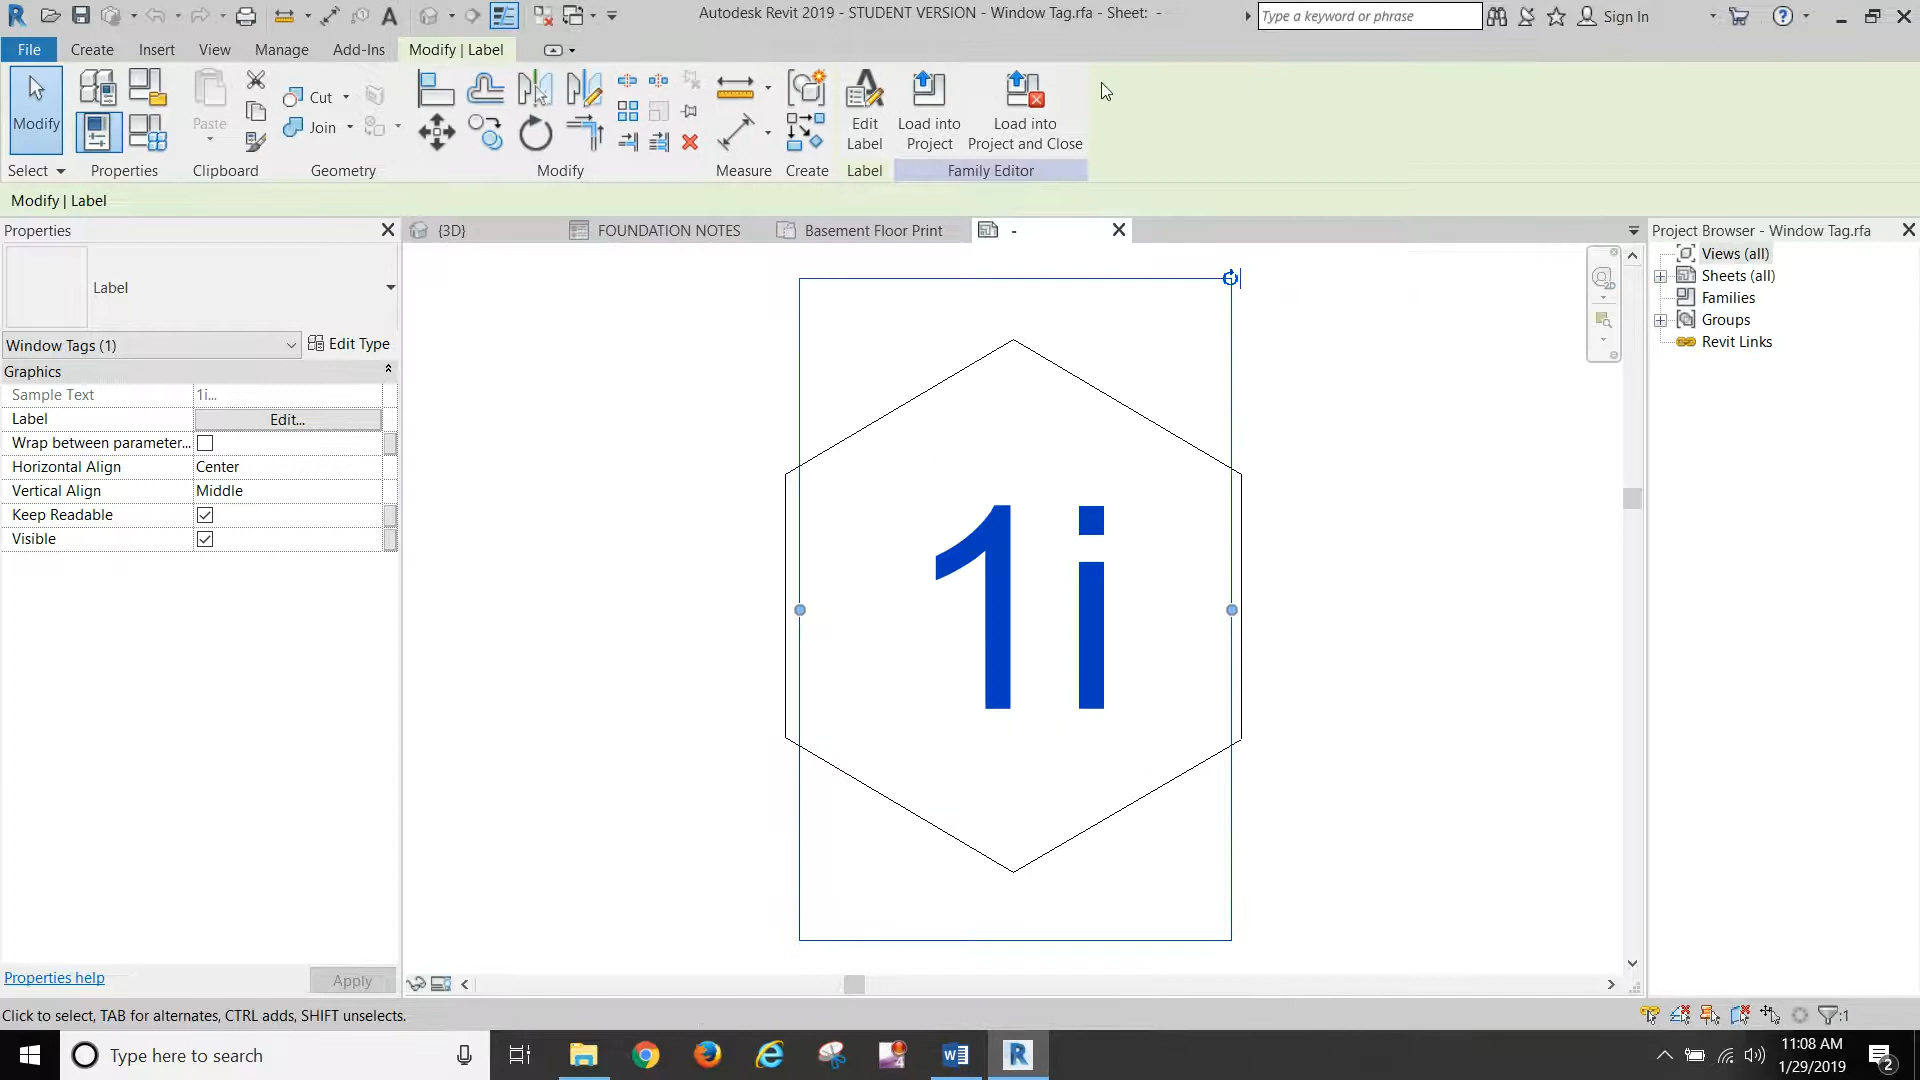 Autodesk Revit 2019 - STUDENT VERSION - Window Tag.rfa - Sheet: -
Type a keyword or phrase
Sign In
File Create Insert View Manage Add-Ins Modify | Label
Modify
Paste
Cut
Join
Edit Label
Load into Project
Load into Project and Close
Select Properties Clipboard Geometry Modify Measure Create Label Family Editor
Modify | Label
Properties
{3D} FOUNDATION NOTES Basement Floor Print -
Project Browser - Window Tag.rfa
Label
Window Tags (1) Edit Type
Graphics
Sample Text 1i...
Label Edit...
Wrap between parameter...
Horizontal Align Center
Vertical Align Middle
Keep Readable
Visible
1i
2D
Views (all)
Sheets (all)
Families
Groups
Revit Links
Properties help Apply
Click to select, TAB for alternates, CTRL adds, SHIFT unselects.
:1
Type here to search
11:08 AM
1/29/2019
2